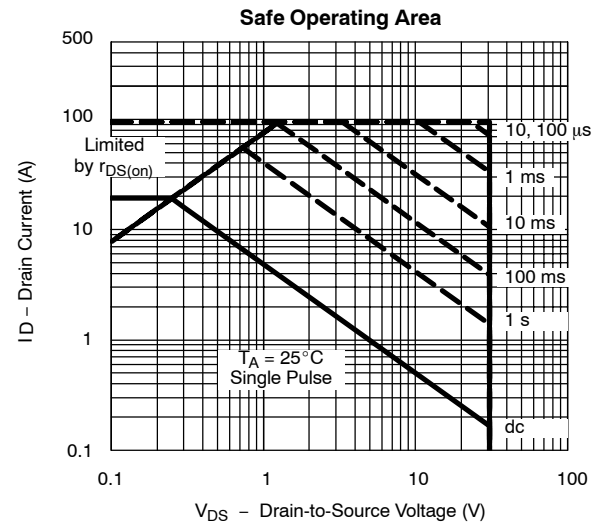 Safe Operating Area
500
100
10
1
0.1
ID – Drain Current (A)
Limited
by rDS(on)
10, 100 µs
1 ms
10 ms
100 ms
1 s
dc
TA = 25°C
Single Pulse
0.1
1
10
100
VDS – Drain-to-Source Voltage (V)